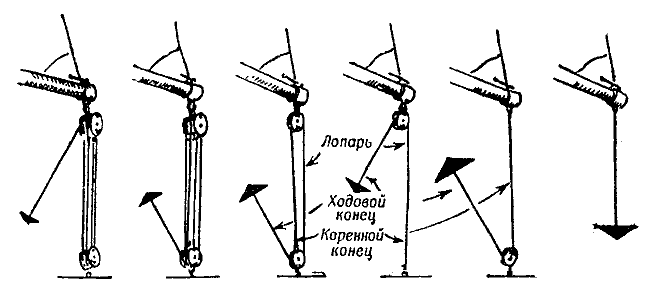 Лопарь
Ходовой
конец
Коренной
конец